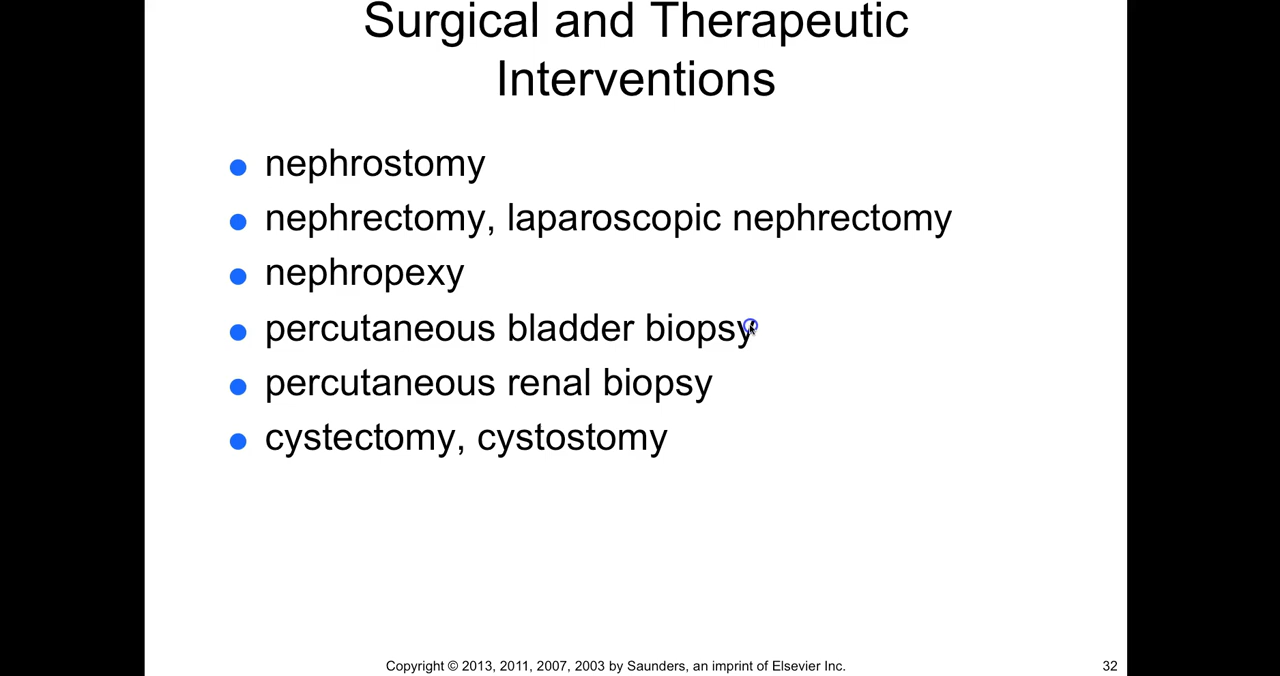 Surgical and Therapeutic
Interventions
nephrostomy
nephrectomy, laparoscopic nephrectomy
nephropexy
percutaneous bladder biopsy
percutaneous renal biopsy
cystectomy, cystostomy
Copyright © 2013, 2011, 2007, 2003 by Saunders, an imprint of Elsevier Inc.
32